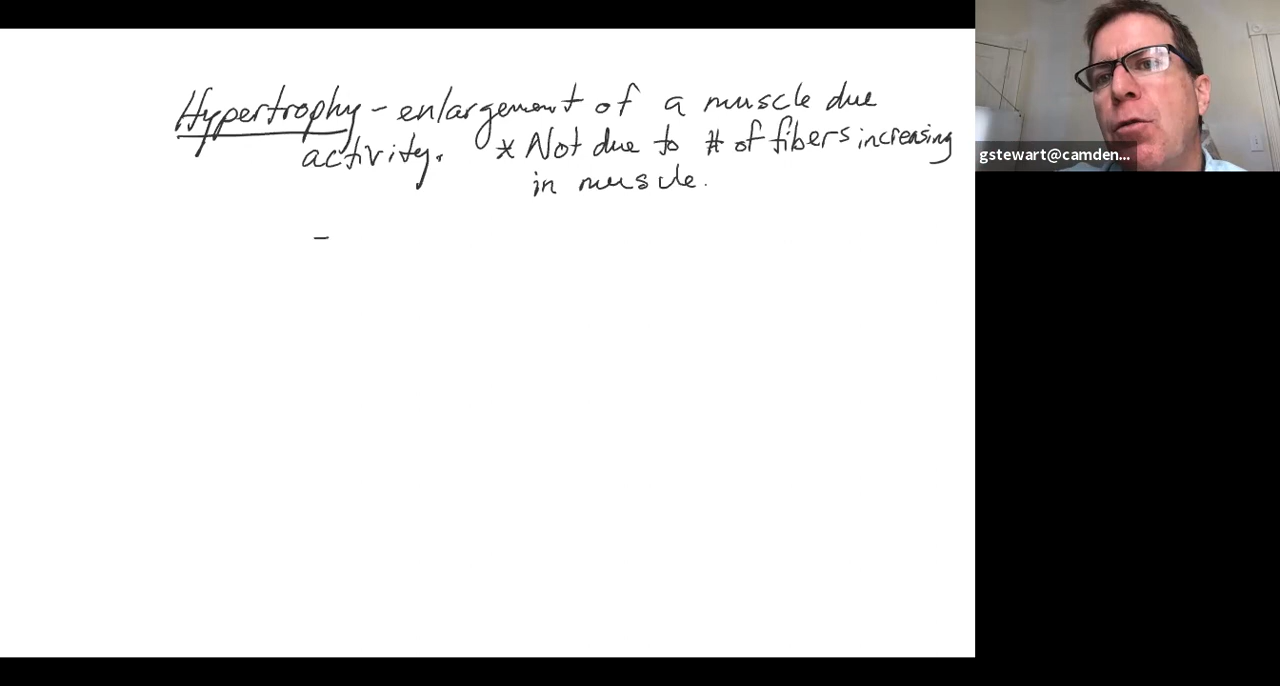 Hypertrophy - enlargement of a muscle due
activity. * Not due to # of fibers increasing
in muscle.
-
gstewart@camden...